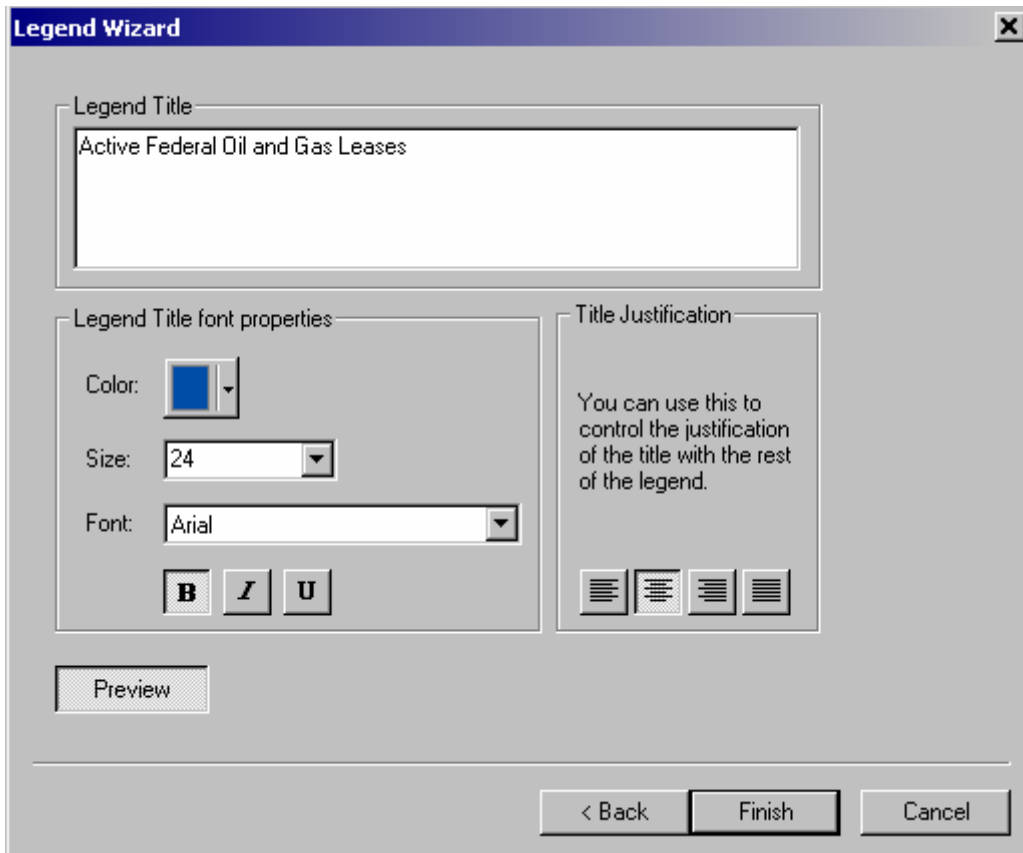 Legend Wizard
Legend Title
Active Federal Oil and Gas Leases
Legend Title font properties
Color:
Size:
24
Font:
Arial
B I U
Title Justification
You can use this to
control the justification
of the title with the rest
of the legend.
Preview
< Back
Finish
Cancel